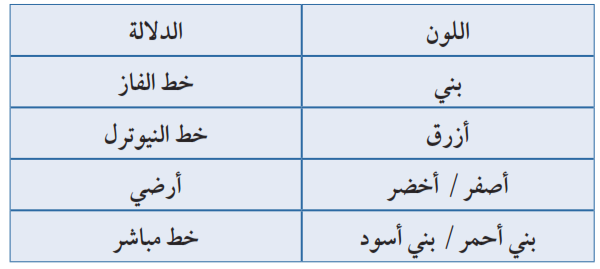 اللون الدلالة
بني خط الفاز
أزرق خط النيوترل
أصفر / أخضر أرضي
بني أحمر / بني أسود خط مباشر